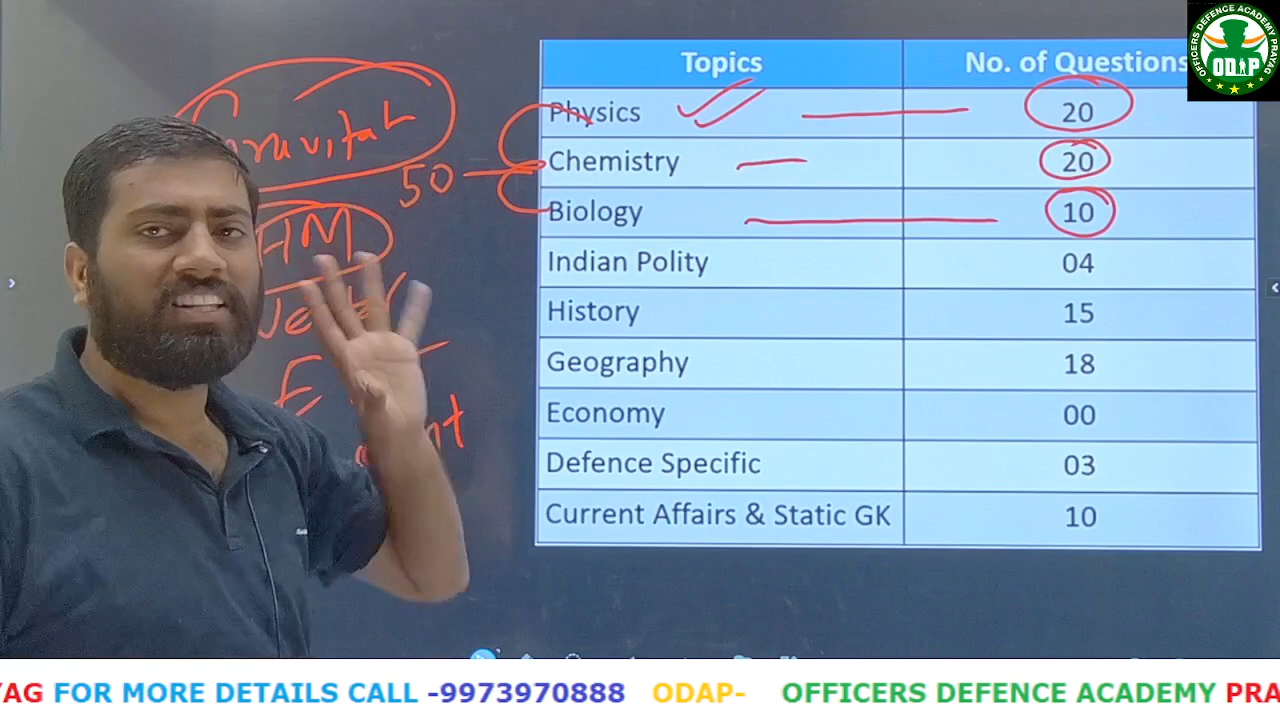 OFFICERS DEFENCE ACADEMY PRAYAG
ODAP
Topics No. of Questions
Physics 20
Chemistry 20
Biology 10
Indian Polity 04
History 15
Geography 18
Economy 00
Defence Specific 03
Current Affairs & Static GK 10
50
YAG FOR MORE DETAILS CALL -9973970888 ODAP- OFFICERS DEFENCE ACADEMY PRA